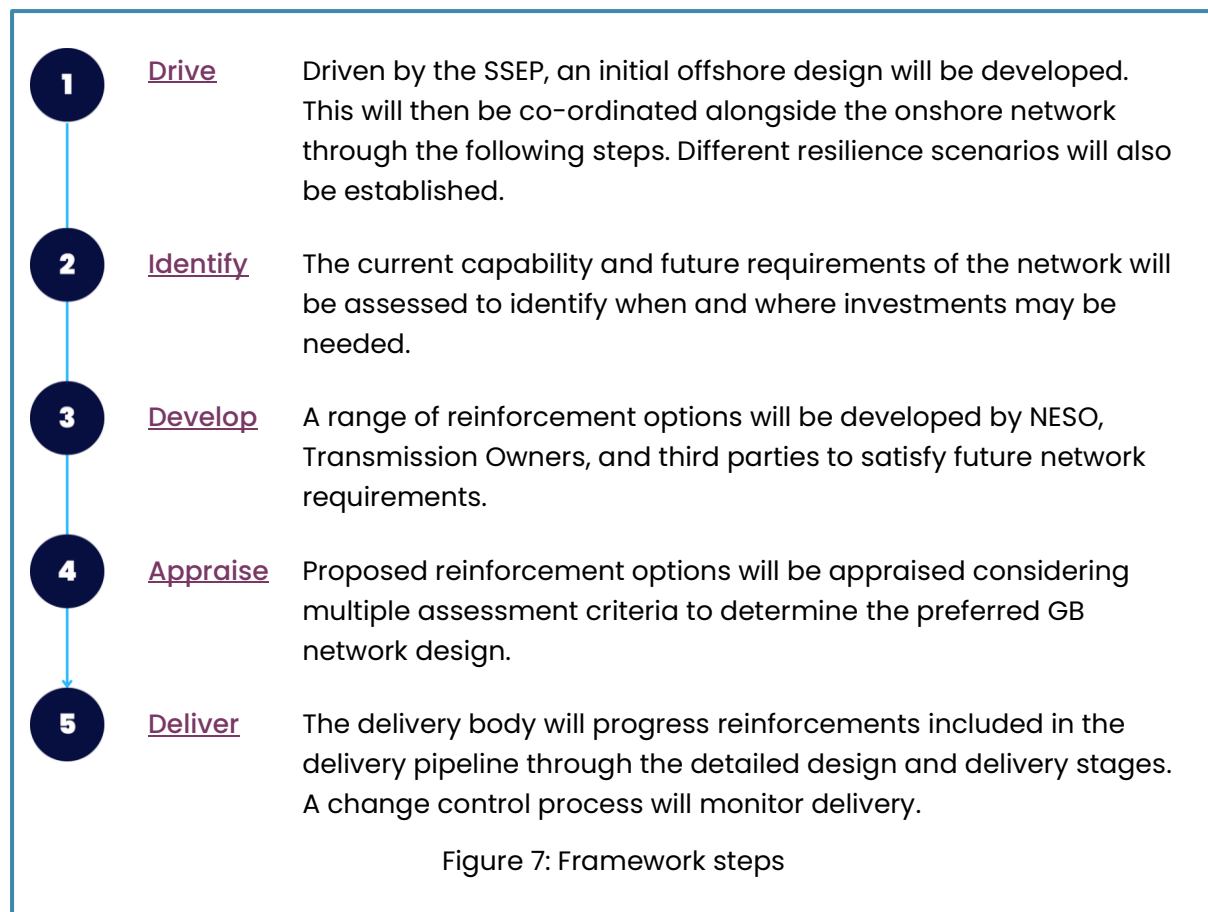 1 Drive Driven by the SSEP, an initial offshore design will be developed.
This will then be co-ordinated alongside the onshore network
through the following steps. Different resilience scenarios will also
be established.
2 Identify The current capability and future requirements of the network will
be assessed to identify when and where investments may be
needed.
3 Develop A range of reinforcement options will be developed by NESO,
Transmission Owners, and third parties to satisfy future network
requirements.
4 Appraise Proposed reinforcement options will be appraised considering
multiple assessment criteria to determine the preferred GB
network design.
5 Deliver The delivery body will progress reinforcements included in the
delivery pipeline through the detailed design and delivery stages.
A change control process will monitor delivery.
Figure 7: Framework steps